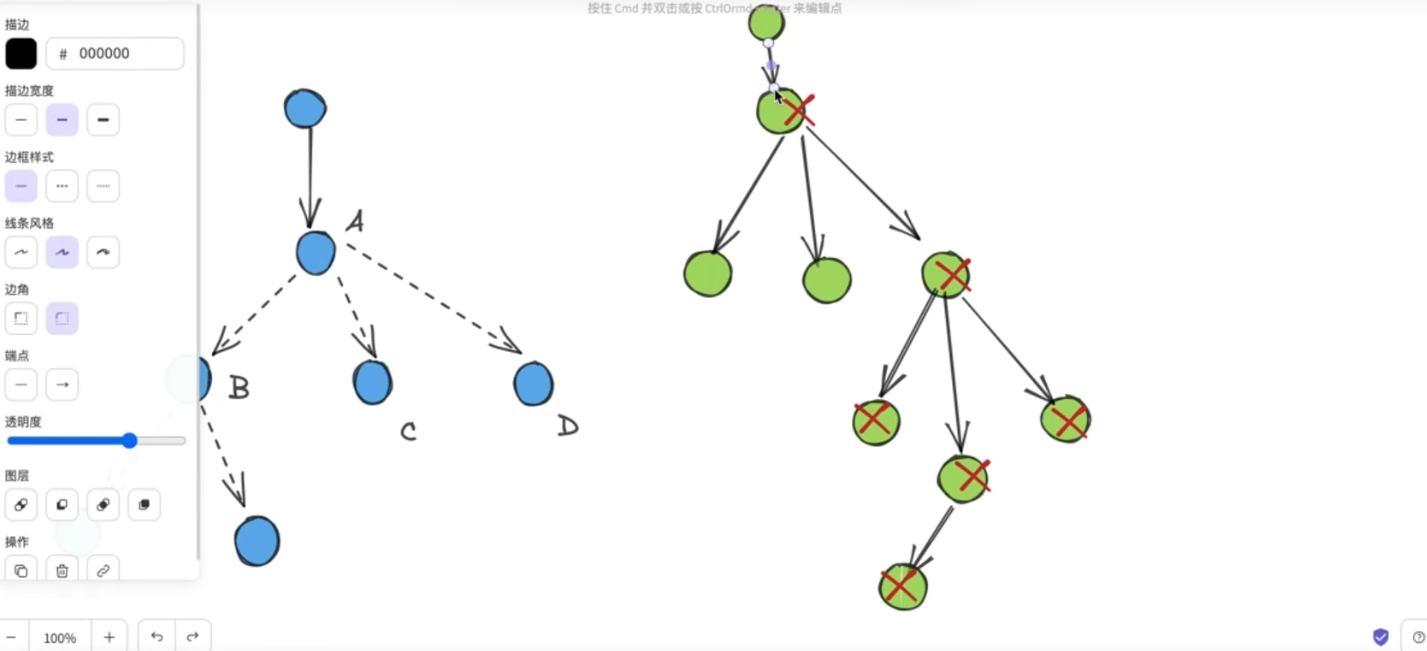 按住 Cmd 并双击或按 CtrlOrmd
来编辑点
描边
# 000000
描边宽度
边框样式
线条风格
边角
端点
透明度
图层
操作
100%
A
B
C
D